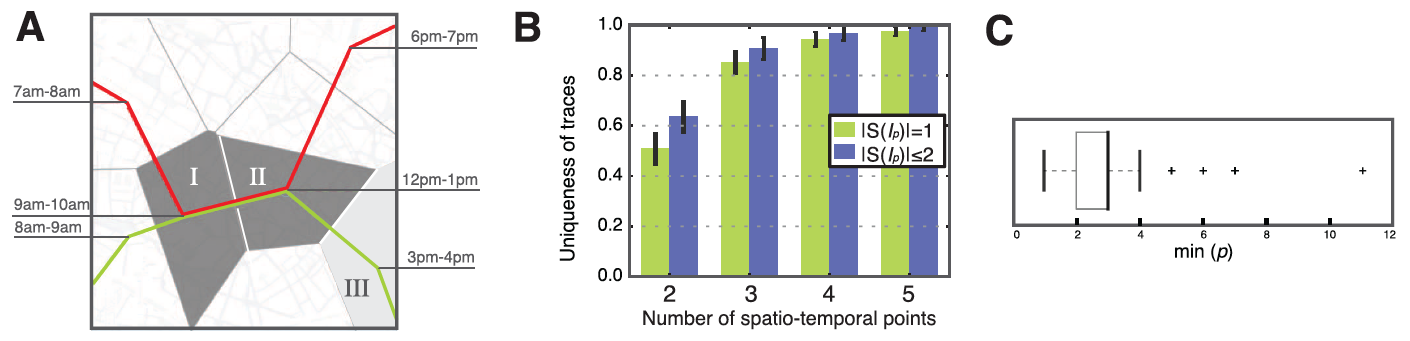 A
6pm-7pm
7am-8am
I
II
12pm-1pm
9am-10am
8am-9am
3pm-4pm
III
B
1.0
0.8
0.6
0.4
0.2
0.0
Uniqueness of traces
|S(Ip)|=1
|S(Ip)|≤2
2 3 4 5
Number of spatio-temporal points
C
0 2 4 6 8 10 12
min (p)